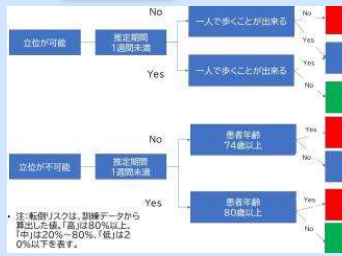 No
一人で歩くことが出来る
No
Yes
立位が可能
推定期間
1週間未満
Yes
一人で歩くことが出来る
Yes
No
No
患者年齢
74歳以上
Yes
No
立位が不可能
推定期間
1週間未満
Yes
患者年齢
80歳以上
Yes
No
• 注：転倒リスクは、訓練データから
算出した値。「高」は80%以上、
「中」は20%～80%、「低」は2
0%以下を表す。